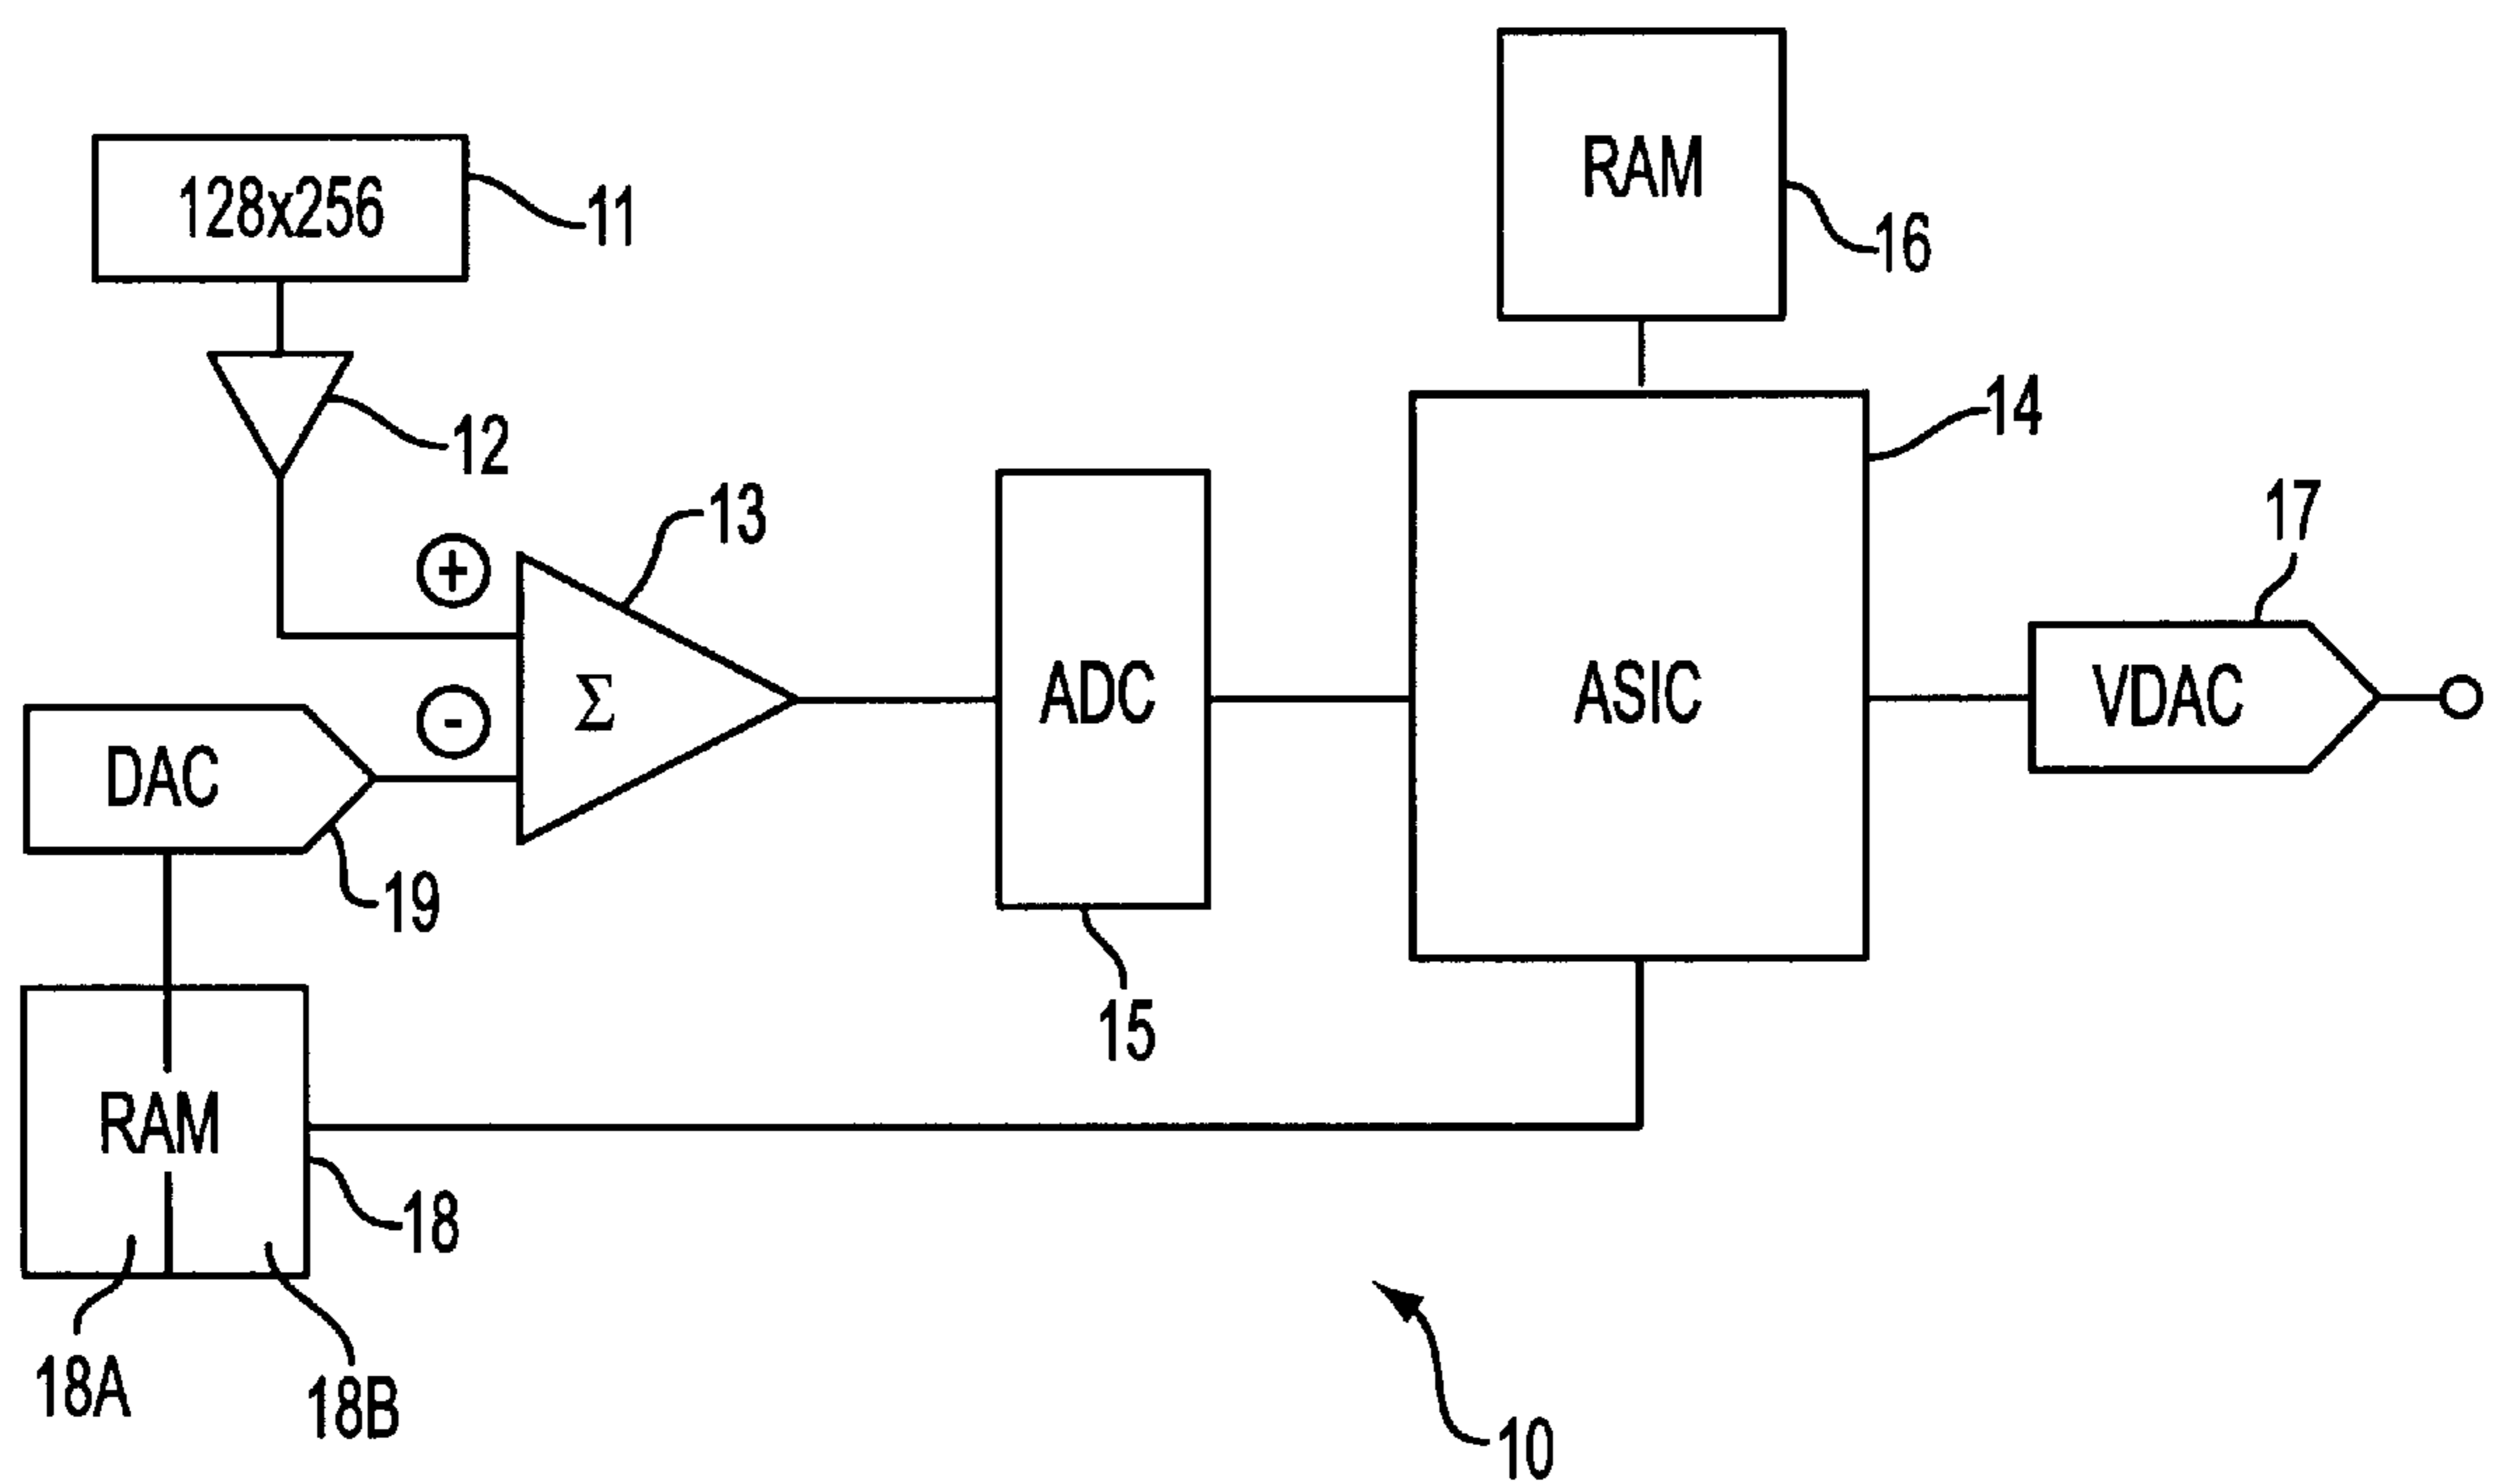 RAM
128x256
11
16
12
14
13
17
+
Σ
ADC
ASIC
VDAC
-
DAC
19
15
RAM
18
18A
18B
10